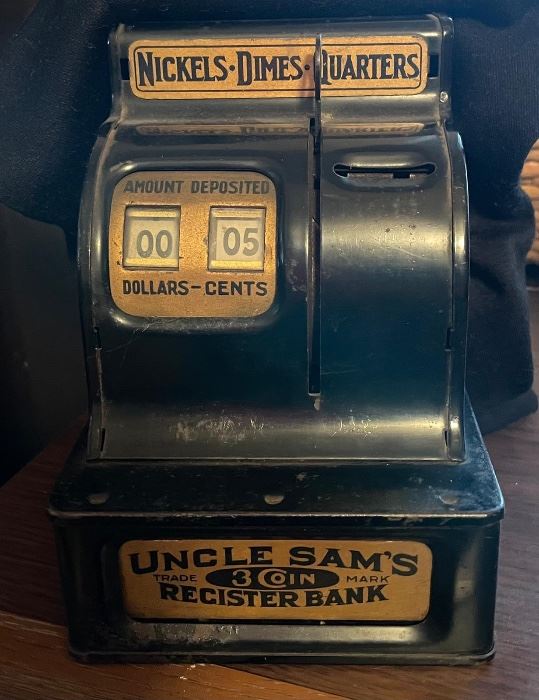 NICKELS·DIMES·QUARTERS
AMOUNT DEPOSITED
00 05
DOLLARS-CENTS
UNCLE SAM'S
TRADE 3 COIN MARK
REGISTER BANK